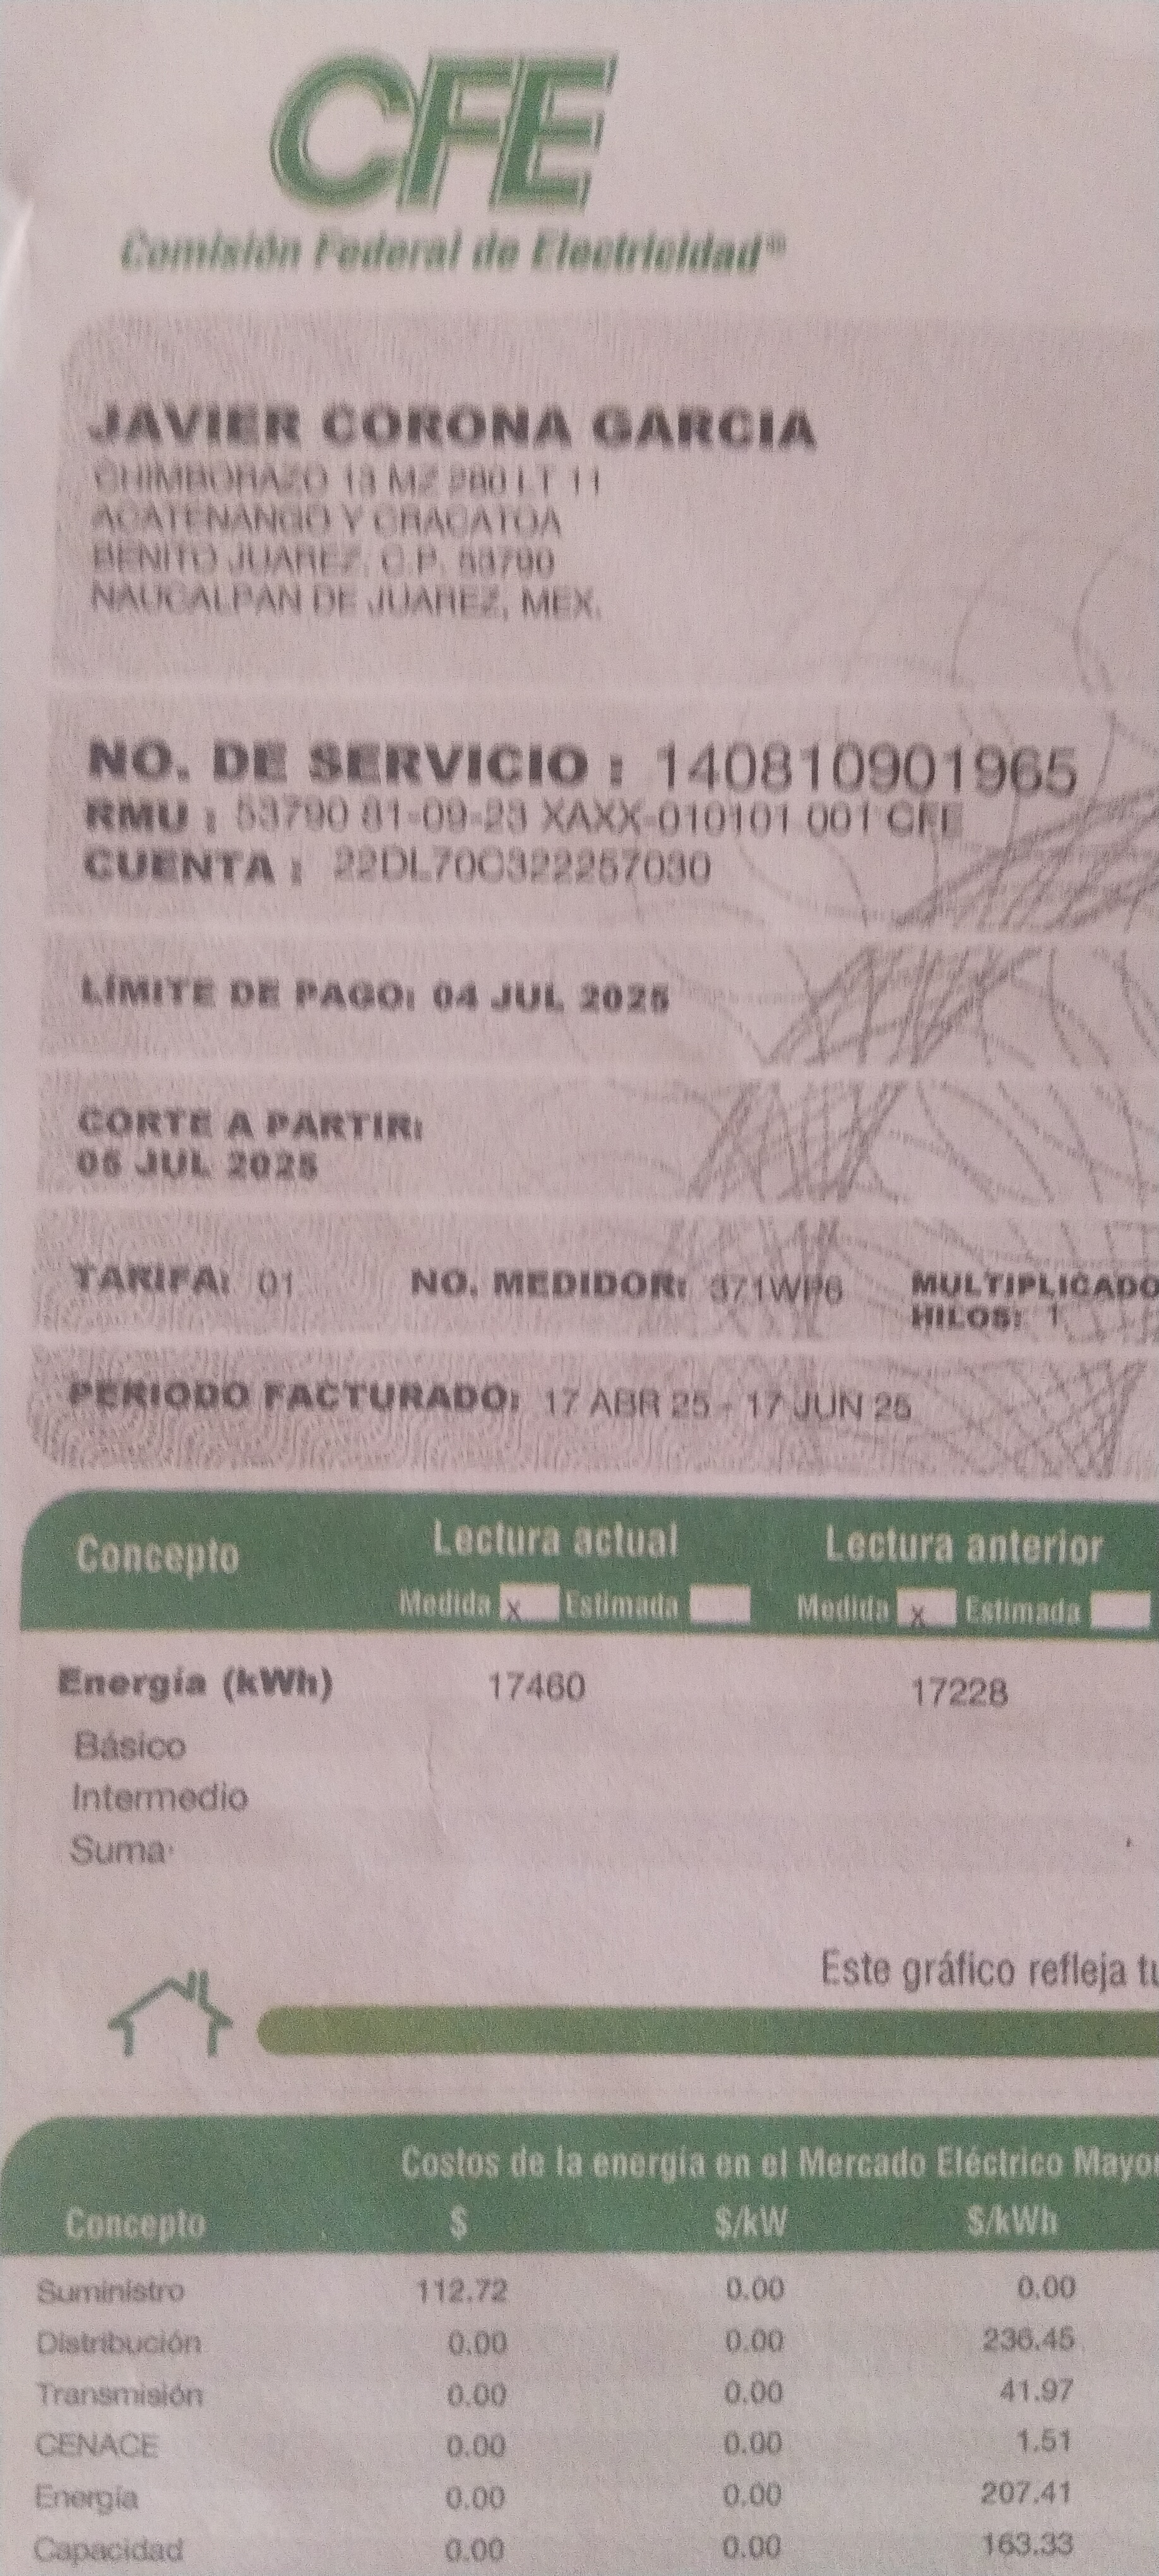 CFE
Comisión Federal de Electricidad®
JAVIER CORONA GARCIA
CHIMBORAZO 13 MZ 280 LT 11
ACATENANGO Y CRACATOA
BENITO JUAREZ, C.P. 53790
NAUCALPAN DE JUAREZ, MEX.
NO. DE SERVICIO : 140810901965
RMU : 53790 81-09-23 XAXX-010101 001 CFE
CUENTA : 22DL70C322257030
LÍMITE DE PAGO: 04 JUL 2025
CORTE A PARTIR:
05 JUL 2025
TARIFA: 01 NO. MEDIDOR: 371WP6 MULTIPLICADO
HILOS: 1
PERIODO FACTURADO: 17 ABR 25 - 17 JUN 25
Concepto Lectura actual Lectura anterior
Medida x Estimada Medida x Estimada
Energía (kWh) 17460 17228
Básico
Intermedio
Suma
Este gráfico refleja tu
Costos de la energía en el Mercado Eléctrico Mayor
Concepto $ $/kW $/kWh
Suministro 112.72 0.00 0.00
Distribución 0.00 0.00 236.45
Transmisión 0.00 0.00 41.97
CENACE 0.00 0.00 1.51
Energía 0.00 0.00 207.41
Capacidad 0.00 0.00 163.33